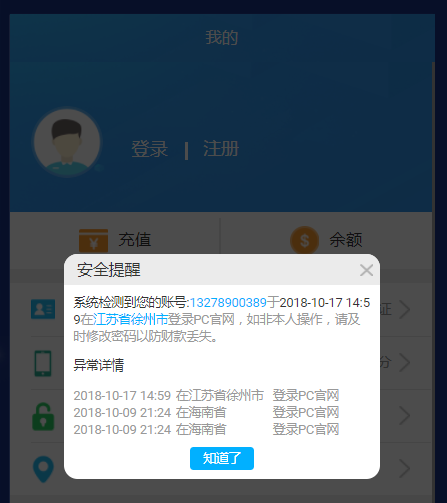 我的
登录 | 注册
充值 余额
安全提醒
系统检测到您的账号:13278900389于2018-10-17 14:5
9在江苏省徐州市登录PC官网，如非本人操作，请及
时修改密码以防财款丢失。
异常详情
2018-10-17 14:59 在江苏省徐州市 登录PC官网
2018-10-09 21:24 在海南省 登录PC官网
2018-10-09 21:24 在海南省 登录PC官网
知道了
证
分